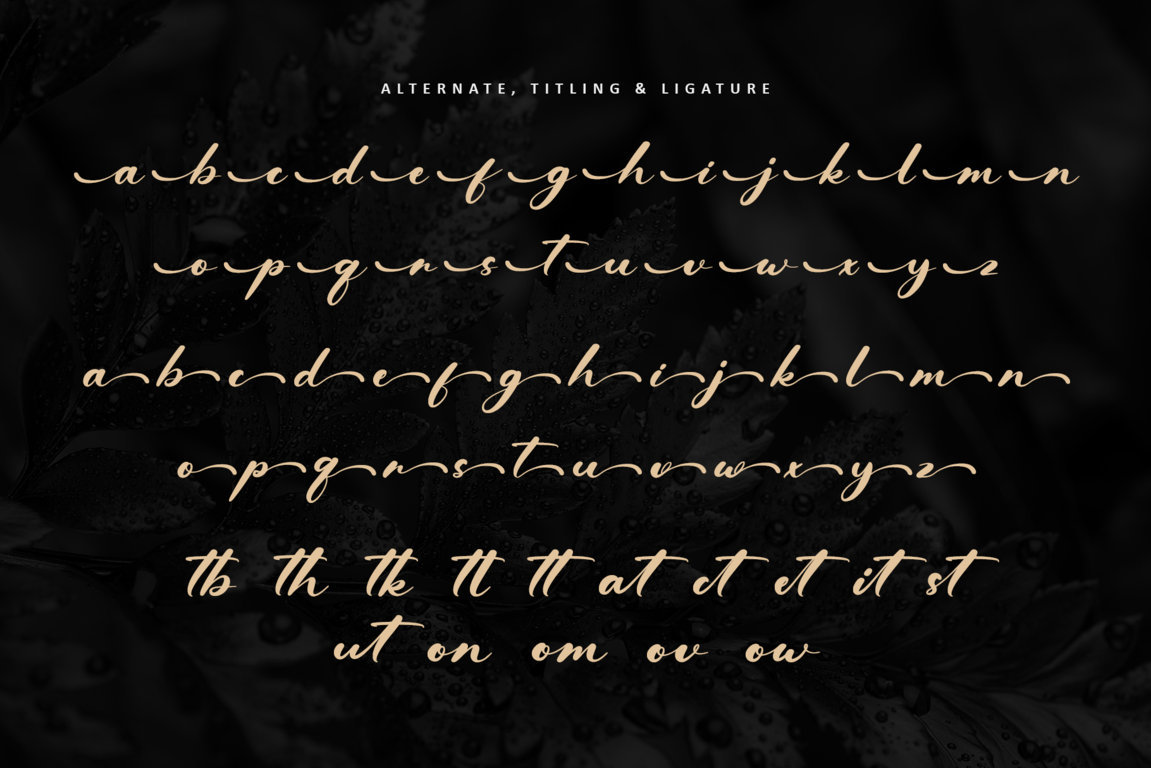 ALTERNATE, TITLING & LIGATURE
a b c d e f g h i j k l m n
o p q r s t u v w x y z
a b c d e f g h i j k l m n
o p q r s t u v w x y z
tb th tk tl tt at ct et it st
ut on om ov ow